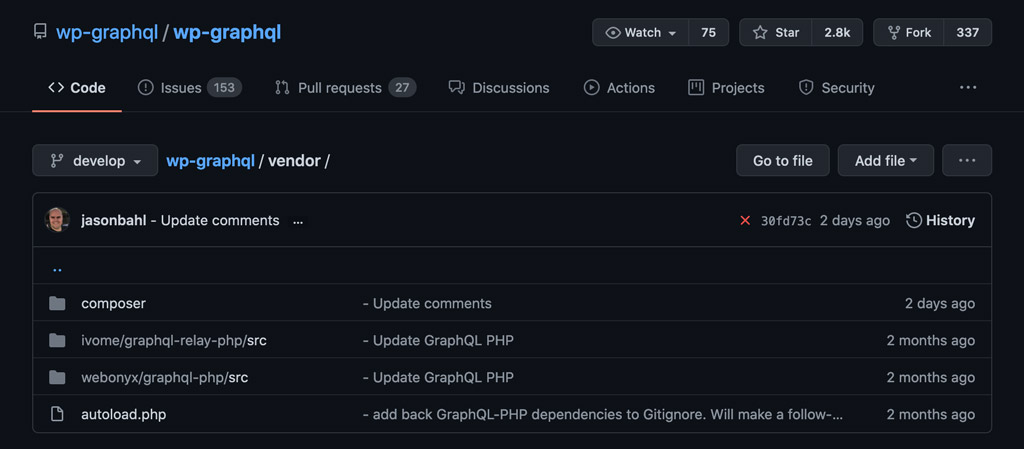 wp-graphql / wp-graphql
Watch 75 Star 2.8k Fork 337
Code Issues 153 Pull requests 27 Discussions Actions Projects Security ...
develop wp-graphql / vendor / Go to file Add file ...
jasonbahl - Update comments ... 30fd73c 2 days ago History
..
composer - Update comments 2 days ago
ivome/graphql-relay-php/src - Update GraphQL PHP 2 months ago
webonyx/graphql-php/src - Update GraphQL PHP 2 months ago
autoload.php - add back GraphQL-PHP dependencies to Gitignore. Will make a follow-... 2 months ago